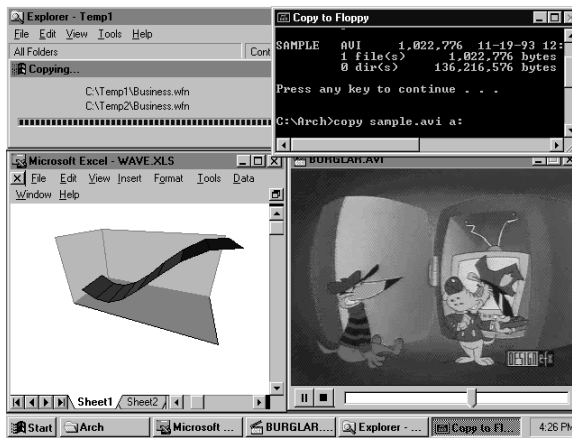 Explorer - Temp1
File Edit View Tools Help
All Folders Cont
Copying...
C:\Temp1\Business.wfn
C:\Temp2\Business.wfn
Copy to Floppy
SAMPLE AVI 1,022,776 11-19-93 12:
1 file(s) 1,022,776 bytes
0 dir(s) 136,216,576 bytes
Press any key to continue . . .
C:\Arch>copy sample.avi a:
Microsoft Excel - WAVE.XLS
X File Edit View Insert Format Tools Data
Window Help
Sheet1 Sheet2
BURGLAR.AVI
DESIGNefx
Start Arch Microsoft ... BURGLAR.... Explorer - ... Copy to Fl... 4:26 PM